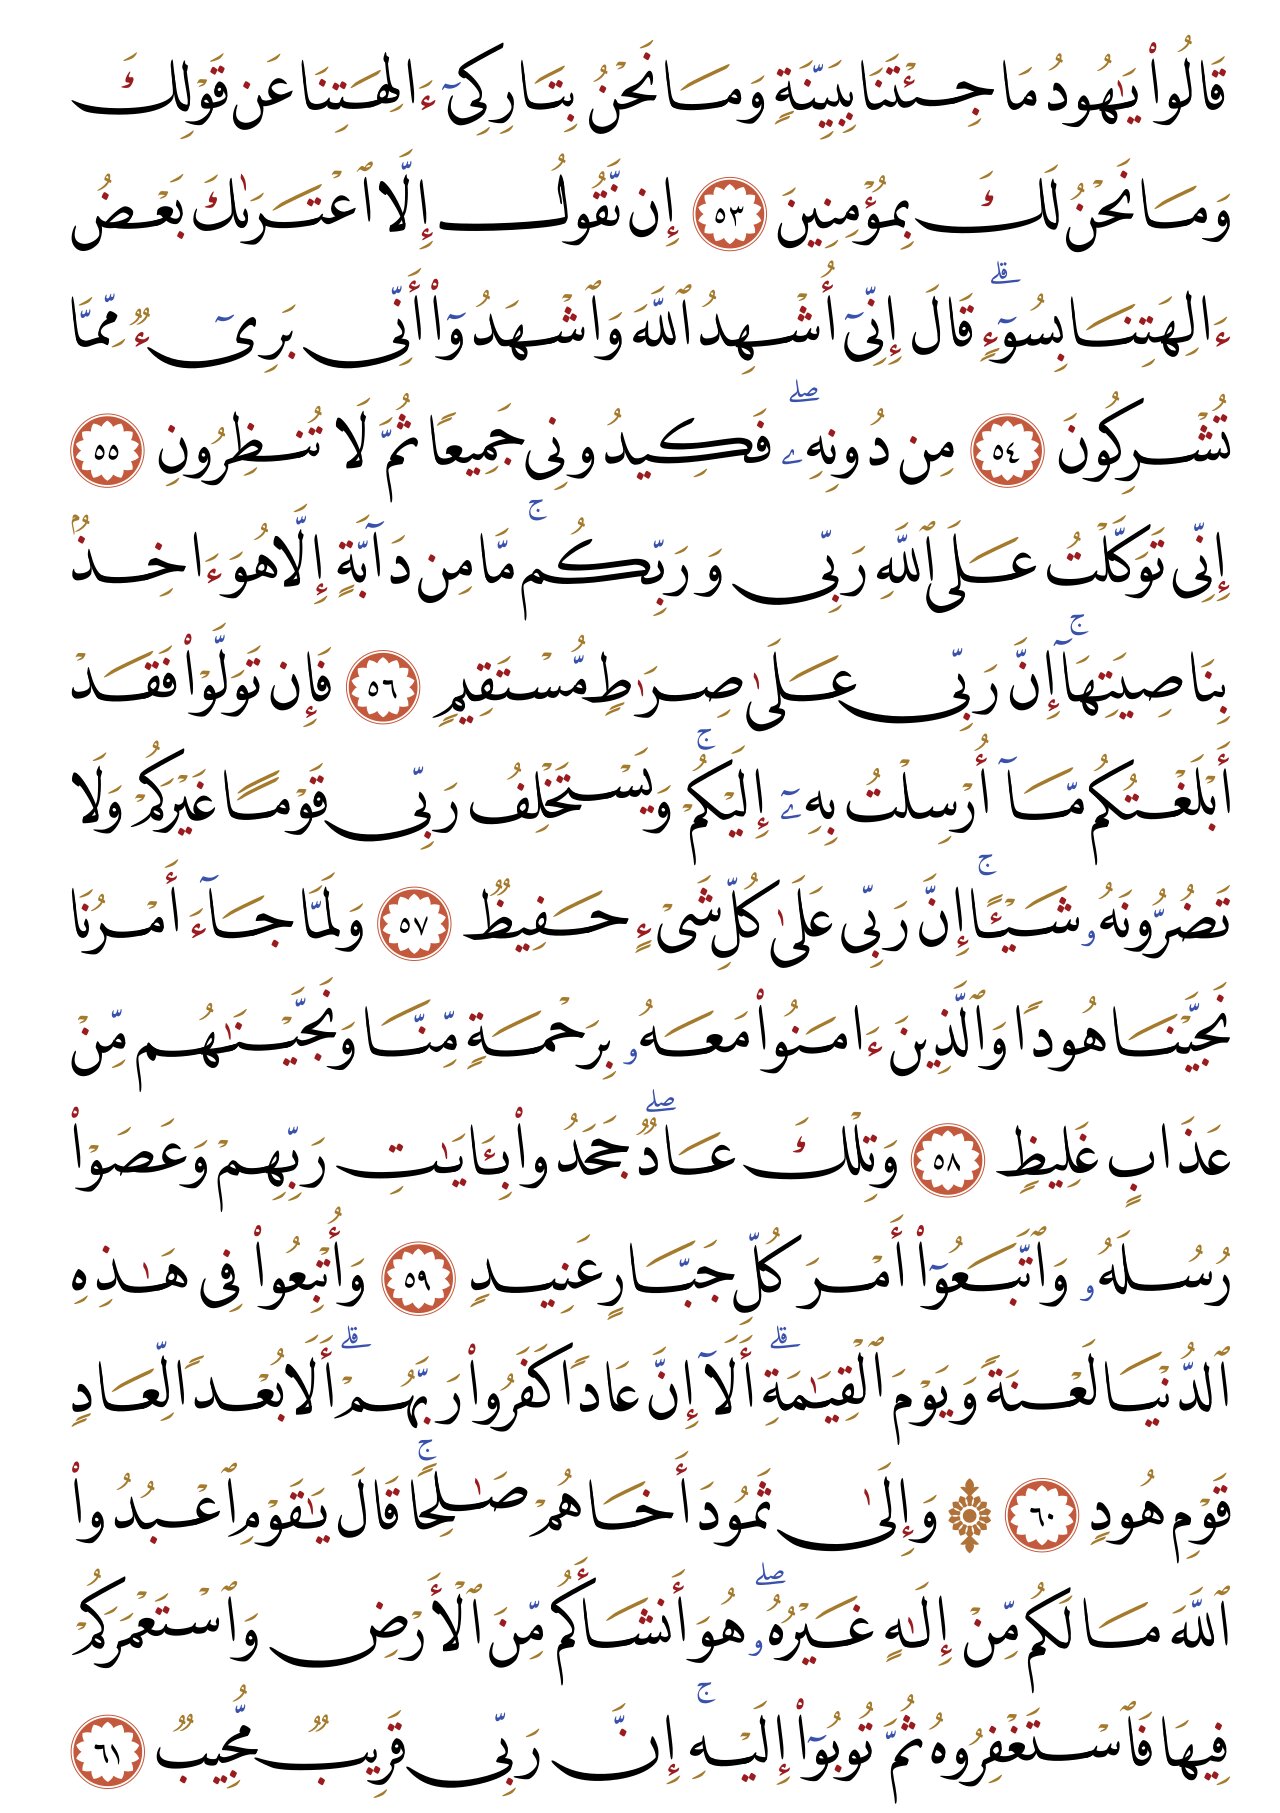 قَالُوا۟ يَـٰهُودُ مَا جِئْتَنَا بِبَيِّنَةٍ وَمَا نَحْنُ بِتَارِكِىٓ ءَالِهَتِنَا عَن قَوْلِكَ
وَمَا نَحْنُ لَكَ بِمُؤْمِنِينَ ٥٣ إِن نَّقُولُ إِلَّا ٱعْتَرَىٰكَ بَعْضُ
ءَالِهَتِنَا بِسُوٓءٍ ۗ قَالَ إِنِّىٓ أُشْهِدُ ٱللَّهَ وَٱشْهَدُوٓا۟ أَنِّى بَرِىٓءٌ مِّمَّا
تُشْرِكُونَ ٥٤ مِن دُونِهِۦ ۖ فَكِيدُونِى جَمِيعًا ثُمَّ لَا تُنظِرُونِ ٥٥
إِنِّى تَوَكَّلْتُ عَلَى ٱللَّهِ رَبِّى وَرَبِّكُم ۚ مَّا مِن دَآبَّةٍ إِلَّا هُوَ ءَاخِذٌۢ
بِنَاصِيَتِهَآ ۚ إِنَّ رَبِّى عَلَىٰ صِرَٰطٍ مُّسْتَقِيمٍ ٥٦ فَإِن تَوَلَّوْا۟ فَقَدْ
أَبْلَغْتُكُم مَّآ أُرْسِلْتُ بِهِۦٓ إِلَيْكُمْ ۚ وَيَسْتَخْلِفُ رَبِّى قَوْمًا غَيْرَكُمْ وَلَا
تَضُرُّونَهُۥ شَيْـًٔا ۚ إِنَّ رَبِّى عَلَىٰ كُلِّ شَىْءٍ حَفِيظٌ ٥٧ وَلَمَّا جَآءَ أَمْرُنَا
نَجَّيْنَا هُودًا وَٱلَّذِينَ ءَامَنُوا۟ مَعَهُۥ بِرَحْمَةٍ مِّنَّا وَنَجَّيْنَـٰهُم مِّنْ
عَذَابٍ غَلِيظٍ ٥٨ وَتِلْكَ عَادٌ ۖ جَحَدُوا۟ بِـَٔايَـٰتِ رَبِّهِمْ وَعَصَوْا۟
رُسُلَهُۥ وَٱتَّبَعُوٓا۟ أَمْرَ كُلِّ جَبَّارٍ عَنِيدٍ ٥٩ وَأُتْبِعُوا۟ فِى هَـٰذِهِ
ٱلدُّنْيَا لَعْنَةً وَيَوْمَ ٱلْقِيَـٰمَةِ ۗ أَلَآ إِنَّ عَادًا كَفَرُوا۟ رَبَّهُمْ ۗ أَلَا بُعْدًا لِّعَادٍ
قَوْمِ هُودٍ ٦٠ ۞ وَإِلَىٰ ثَمُودَ أَخَاهُمْ صَـٰلِحًا ۚ قَالَ يَـٰقَوْمِ ٱعْبُدُوا۟
ٱللَّهَ مَا لَكُم مِّنْ إِلَـٰهٍ غَيْرُهُۥ ۖ هُوَ أَنشَأَكُم مِّنَ ٱلْأَرْضِ وَٱسْتَعْمَرَكُمْ
فِيهَا فَٱسْتَغْفِرُوهُ ثُمَّ تُوبُوٓا۟ إِلَيْهِ ۚ إِنَّ رَبِّى قَرِيبٌ مُّجِيبٌ ٦١